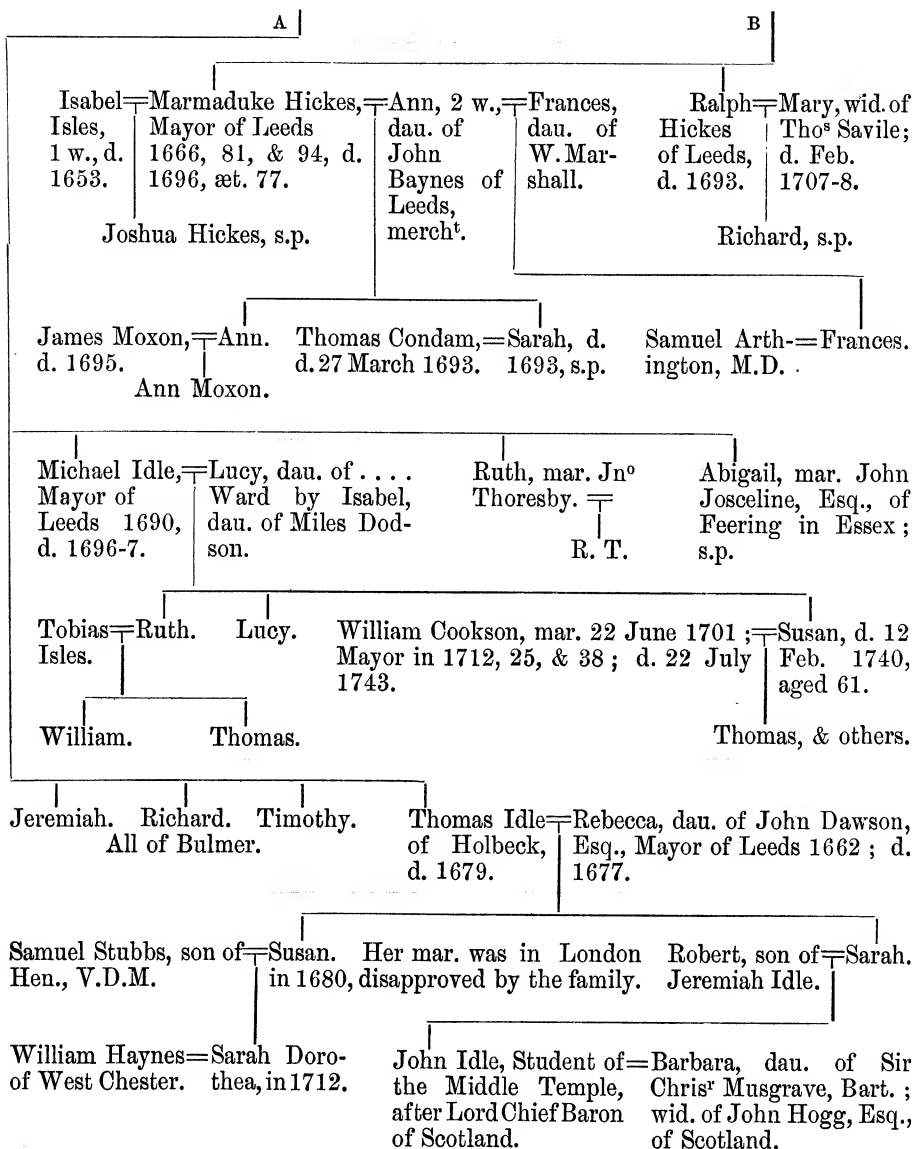 A B
Isabel Marmaduke Hickes, Ann, 2 w., Frances, Ralph Mary, wid. of
Isles, Mayor of Leeds dau. of dau. of Hickes Thoˢ Savile;
1 w., d. 1666, 81, & 94, d. John W. Mar- of Leeds, d. Feb.
1653. 1696, æt. 77. Baynes of shall. d. 1693. 1707-8.
Leeds,
Joshua Hickes, s.p. merchᵗ. Richard, s.p.
James Moxon, Ann. Thomas Condam,=Sarah, d. Samuel Arth-=Frances.
d. 1695. d. 27 March 1693. 1693, s.p. ington, M.D.
Ann Moxon.
Michael Idle, Lucy, dau. of .... Ruth, mar. Jnᵒ Abigail, mar. John
Mayor of Ward by Isabel, Thoresby. Josceline, Esq., of
Leeds 1690, dau. of Miles Dod- Feering in Essex;
d. 1696-7. son. R. T. s.p.
Tobias Ruth. Lucy. William Cookson, mar. 22 June 1701; Susan, d. 12
Isles. Mayor in 1712, 25, & 38; d. 22 July Feb. 1740,
1743. aged 61.
William. Thomas. Thomas, & others.
Jeremiah. Richard. Timothy. Thomas Idle Rebecca, dau. of John Dawson,
All of Bulmer. of Holbeck, Esq., Mayor of Leeds 1662; d.
d. 1679. 1677.
Samuel Stubbs, son of Susan. Her mar. was in London Robert, son of Sarah.
Hen., V.D.M. in 1680, disapproved by the family. Jeremiah Idle.
William Haynes=Sarah Doro- John Idle, Student of=Barbara, dau. of Sir
of West Chester. thea, in 1712. the Middle Temple, Chrisʳ Musgrave, Bart.;
after Lord Chief Baron wid. of John Hogg, Esq.,
of Scotland. of Scotland.